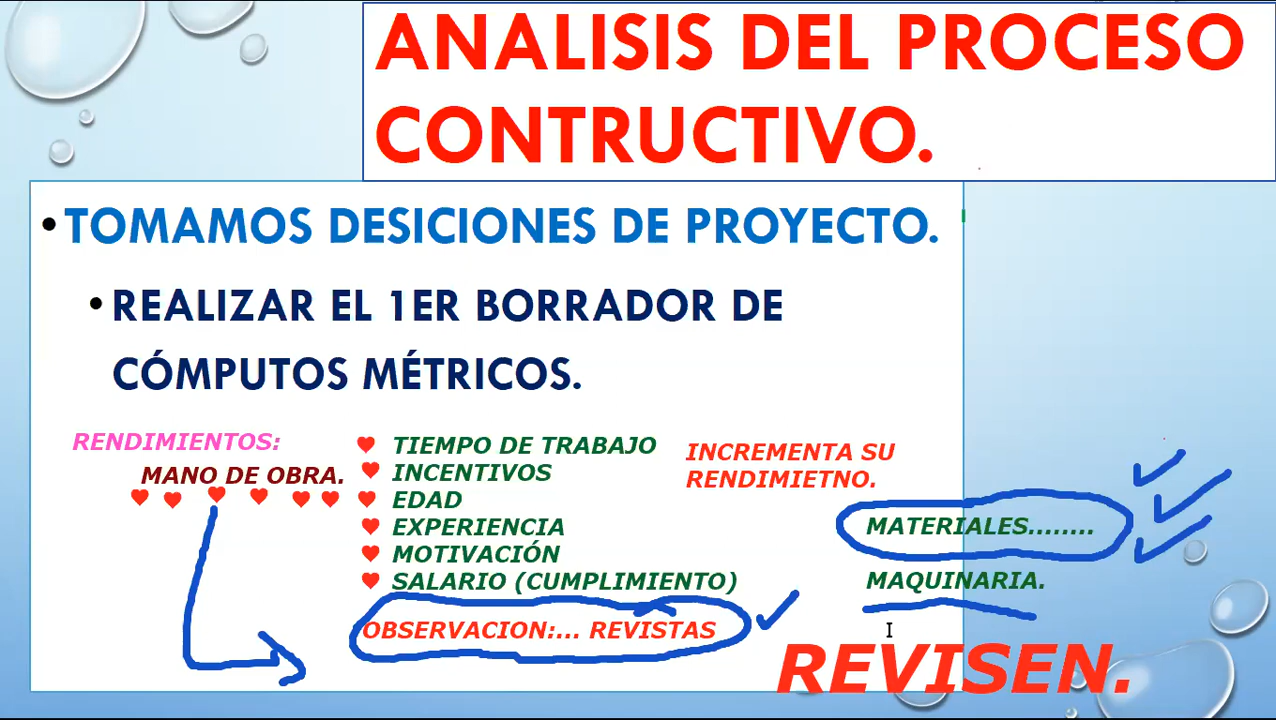 ANALISIS DEL PROCESO
CONTRUCTIVO.
• TOMAMOS DESICIONES DE PROYECTO.
• REALIZAR EL 1ER BORRADOR DE
CÓMPUTOS MÉTRICOS.
RENDIMIENTOS:
MANO DE OBRA.
TIEMPO DE TRABAJO
INCENTIVOS
EDAD
EXPERIENCIA
MOTIVACIÓN
SALARIO (CUMPLIMIENTO)
OBSERVACION:... REVISTAS
INCREMENTA SU
RENDIMIETNO.
MATERIALES........
MAQUINARIA.
REVISEN.